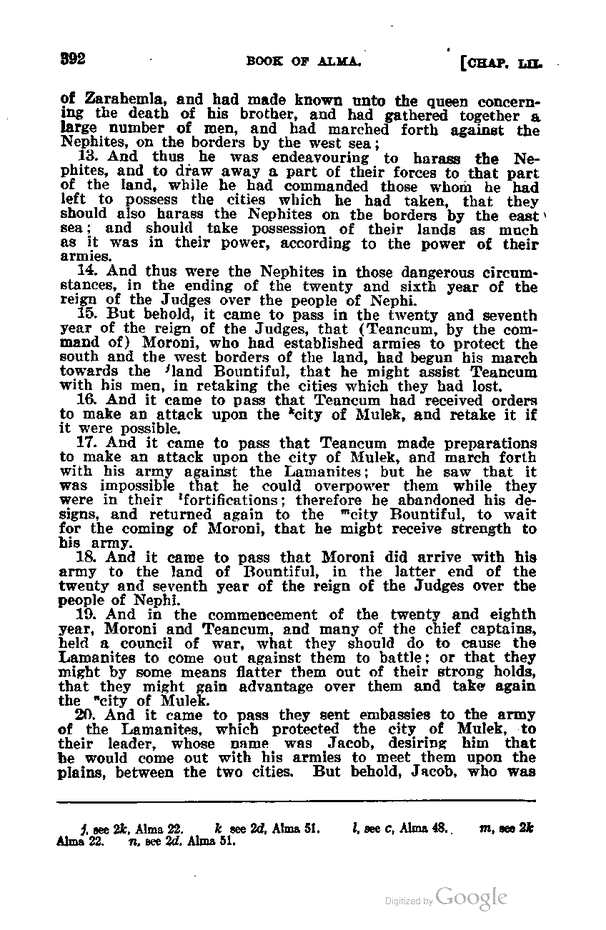 392 BOOK OF ALMA. [CHAP. LII.
of Zarahemla, and had made known unto the queen concern-
ing the death of his brother, and had gathered together a
large number of men, and had marched forth against the
Nephites, on the borders by the west sea;
13. And thus he was endeavouring to harass the Ne-
phites, and to draw away a part of their forces to that part
of the land, while he had commanded those whom he had
left to possess the cities which he had taken, that they
should also harass the Nephites on the borders by the east
sea; and should take possession of their lands as much
as it was in their power, according to the power of their
armies.
14. And thus were the Nephites in those dangerous circum-
stances, in the ending of the twenty and sixth year of the
reign of the Judges over the people of Nephi.
15. But behold, it came to pass in the twenty and seventh
year of the reign of the Judges, that (Teancum, by the com-
mand of) Moroni, who had established armies to protect the
south and the west borders of the land, had begun his march
towards the jland Bountiful, that he might assist Teancum
with his men, in retaking the cities which they had lost.
16. And it came to pass that Teancum had received orders
to make an attack upon the kcity of Mulek, and retake it if
it were possible.
17. And it came to pass that Teancum made preparations
to make an attack upon the city of Mulek, and march forth
with his army against the Lamanites; but he saw that it
was impossible that he could overpower them while they
were in their lfortifications; therefore he abandoned his de-
signs, and returned again to the mcity Bountiful, to wait
for the coming of Moroni, that he might receive strength to
his army.
18. And it came to pass that Moroni did arrive with his
army to the land of Bountiful, in the latter end of the
twenty and seventh year of the reign of the Judges over the
people of Nephi.
19. And in the commencement of the twenty and eighth
year, Moroni and Teancum, and many of the chief captains,
held a council of war, what they should do to cause the
Lamanites to come out against them to battle; or that they
might by some means flatter them out of their strong holds,
that they might gain advantage over them and take again
the ncity of Mulek.
20. And it came to pass they sent embassies to the army
of the Lamanites, which protected the city of Mulek, to
their leader, whose name was Jacob, desiring him that
he would come out with his armies to meet them upon the
plains, between the two cities. But behold, Jacob, who was
j, see 2k, Alma 22. k see 2d, Alma 51. l, see c, Alma 48. m, see 2k
Alma 22. n, see 2d, Alma 51.
Digitized by Google